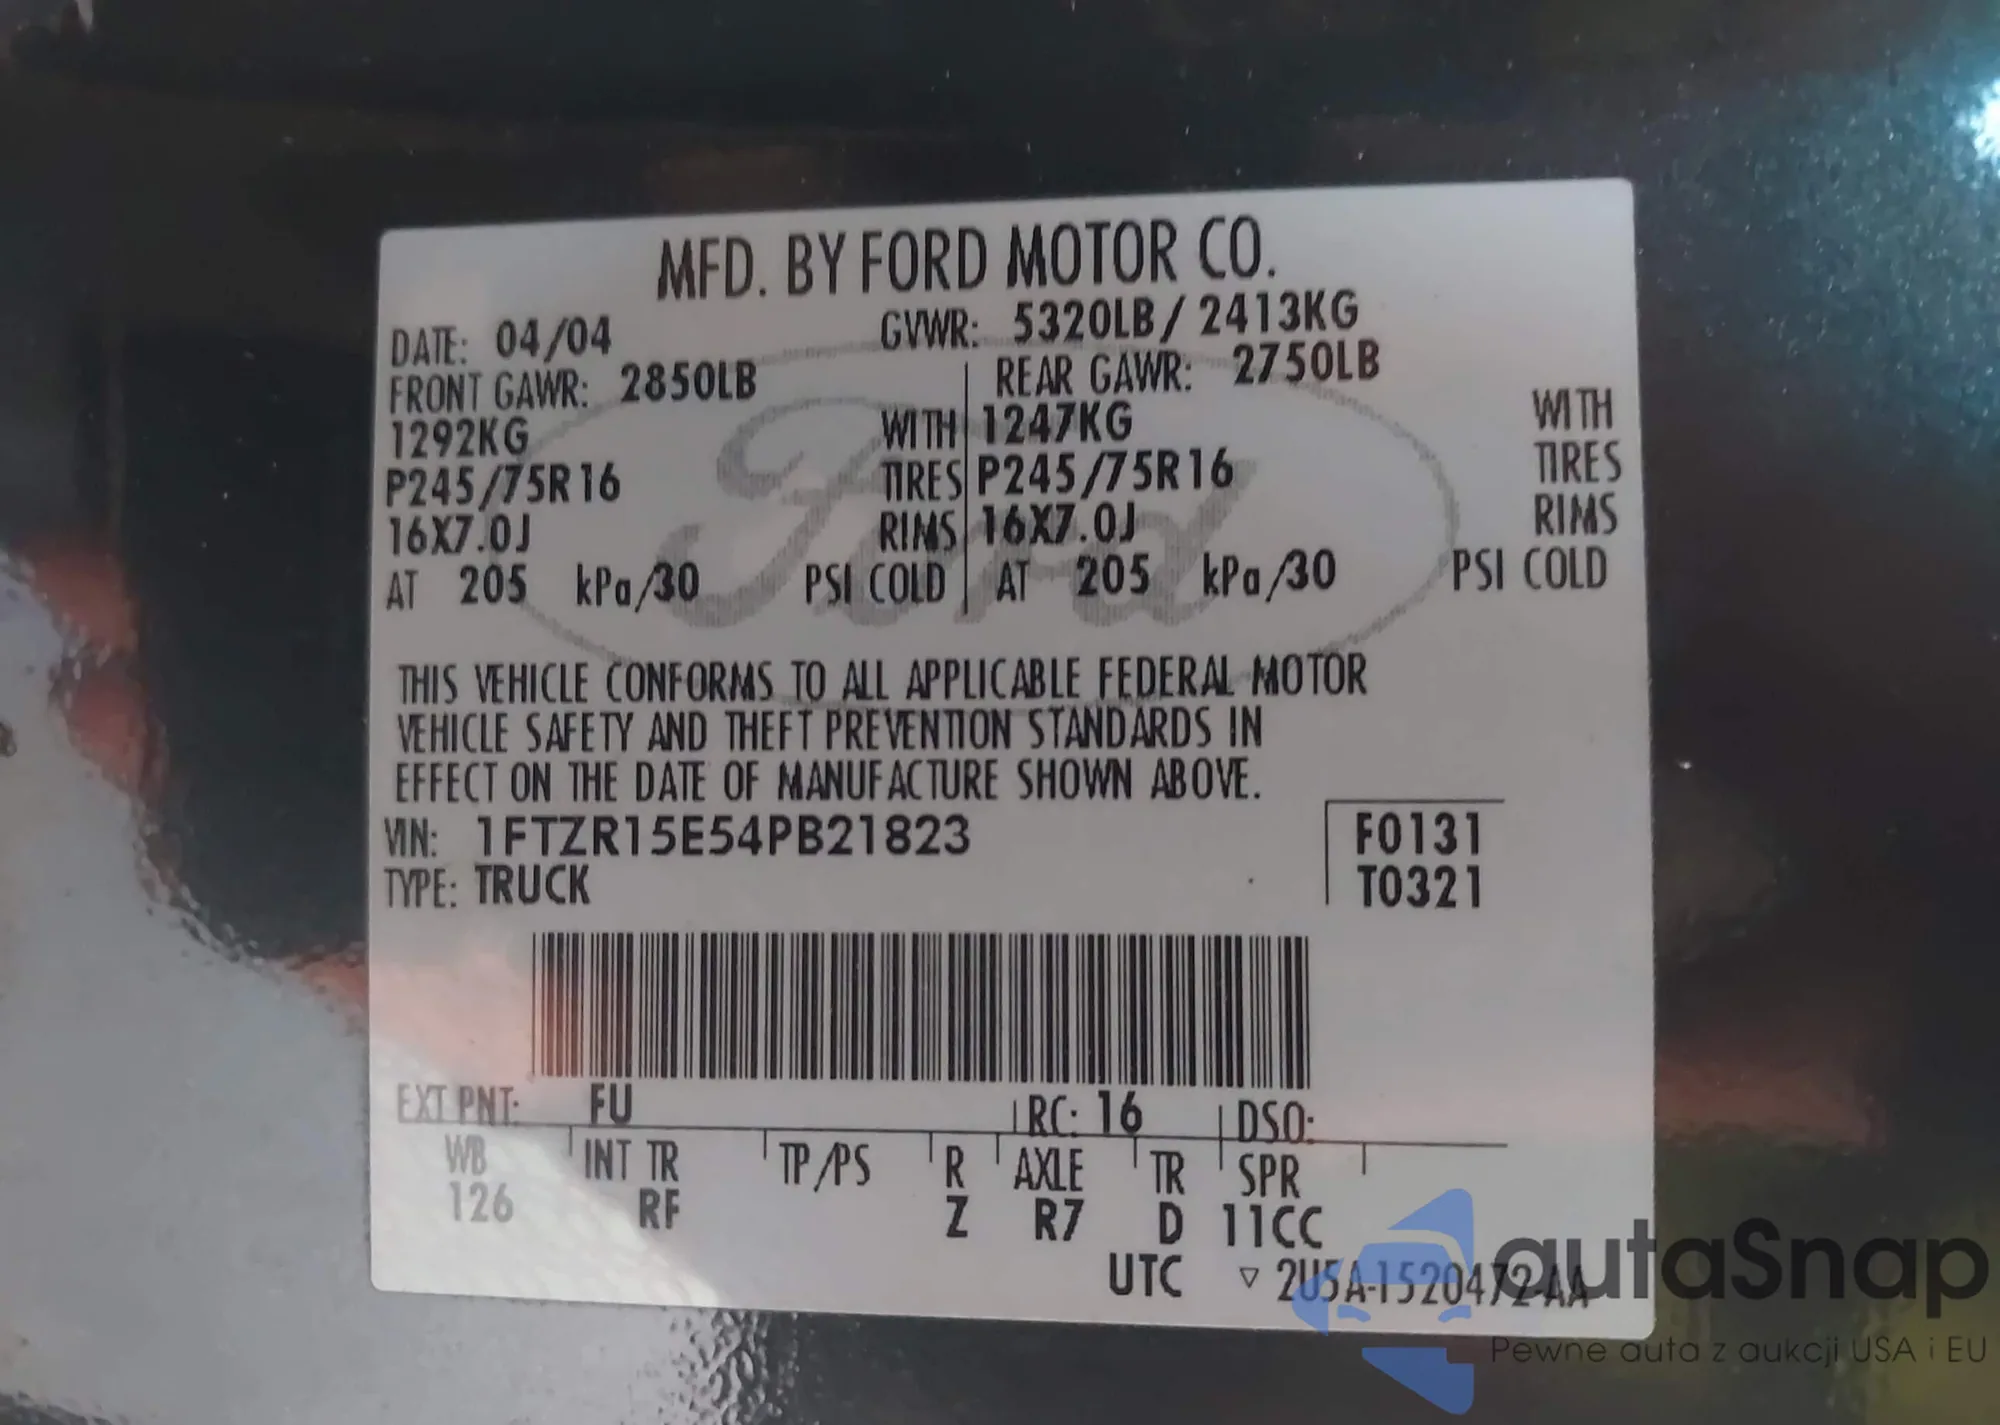 MFD. BY FORD MOTOR CO.
DATE: 04/04 GVWR: 5320LB / 2413KG
FRONT GAWR: 2850LB REAR GAWR: 2750LB
1292KG WITH 1247KG WITH
P245/75R16 TIRES P245/75R16 TIRES
16X7.0J RIMS 16X7.0J RIMS
AT 205 kPa/30 PSI COLD AT 205 kPa/30 PSI COLD
Ford
THIS VEHICLE CONFORMS TO ALL APPLICABLE FEDERAL MOTOR
VEHICLE SAFETY AND THEFT PREVENTION STANDARDS IN
EFFECT ON THE DATE OF MANUFACTURE SHOWN ABOVE.
VIN: 1FTZR15E54PB21823 F0131
TYPE: TRUCK T0321
EXT PNT: FU RC: 16 DSO:
WB INT TR TP/PS R AXLE TR SPR
126 RF Z R7 D 11CC
UTC ▽ 2U5A-1520472-AA
autaSnap
Pewne auta z aukcji USA i EU